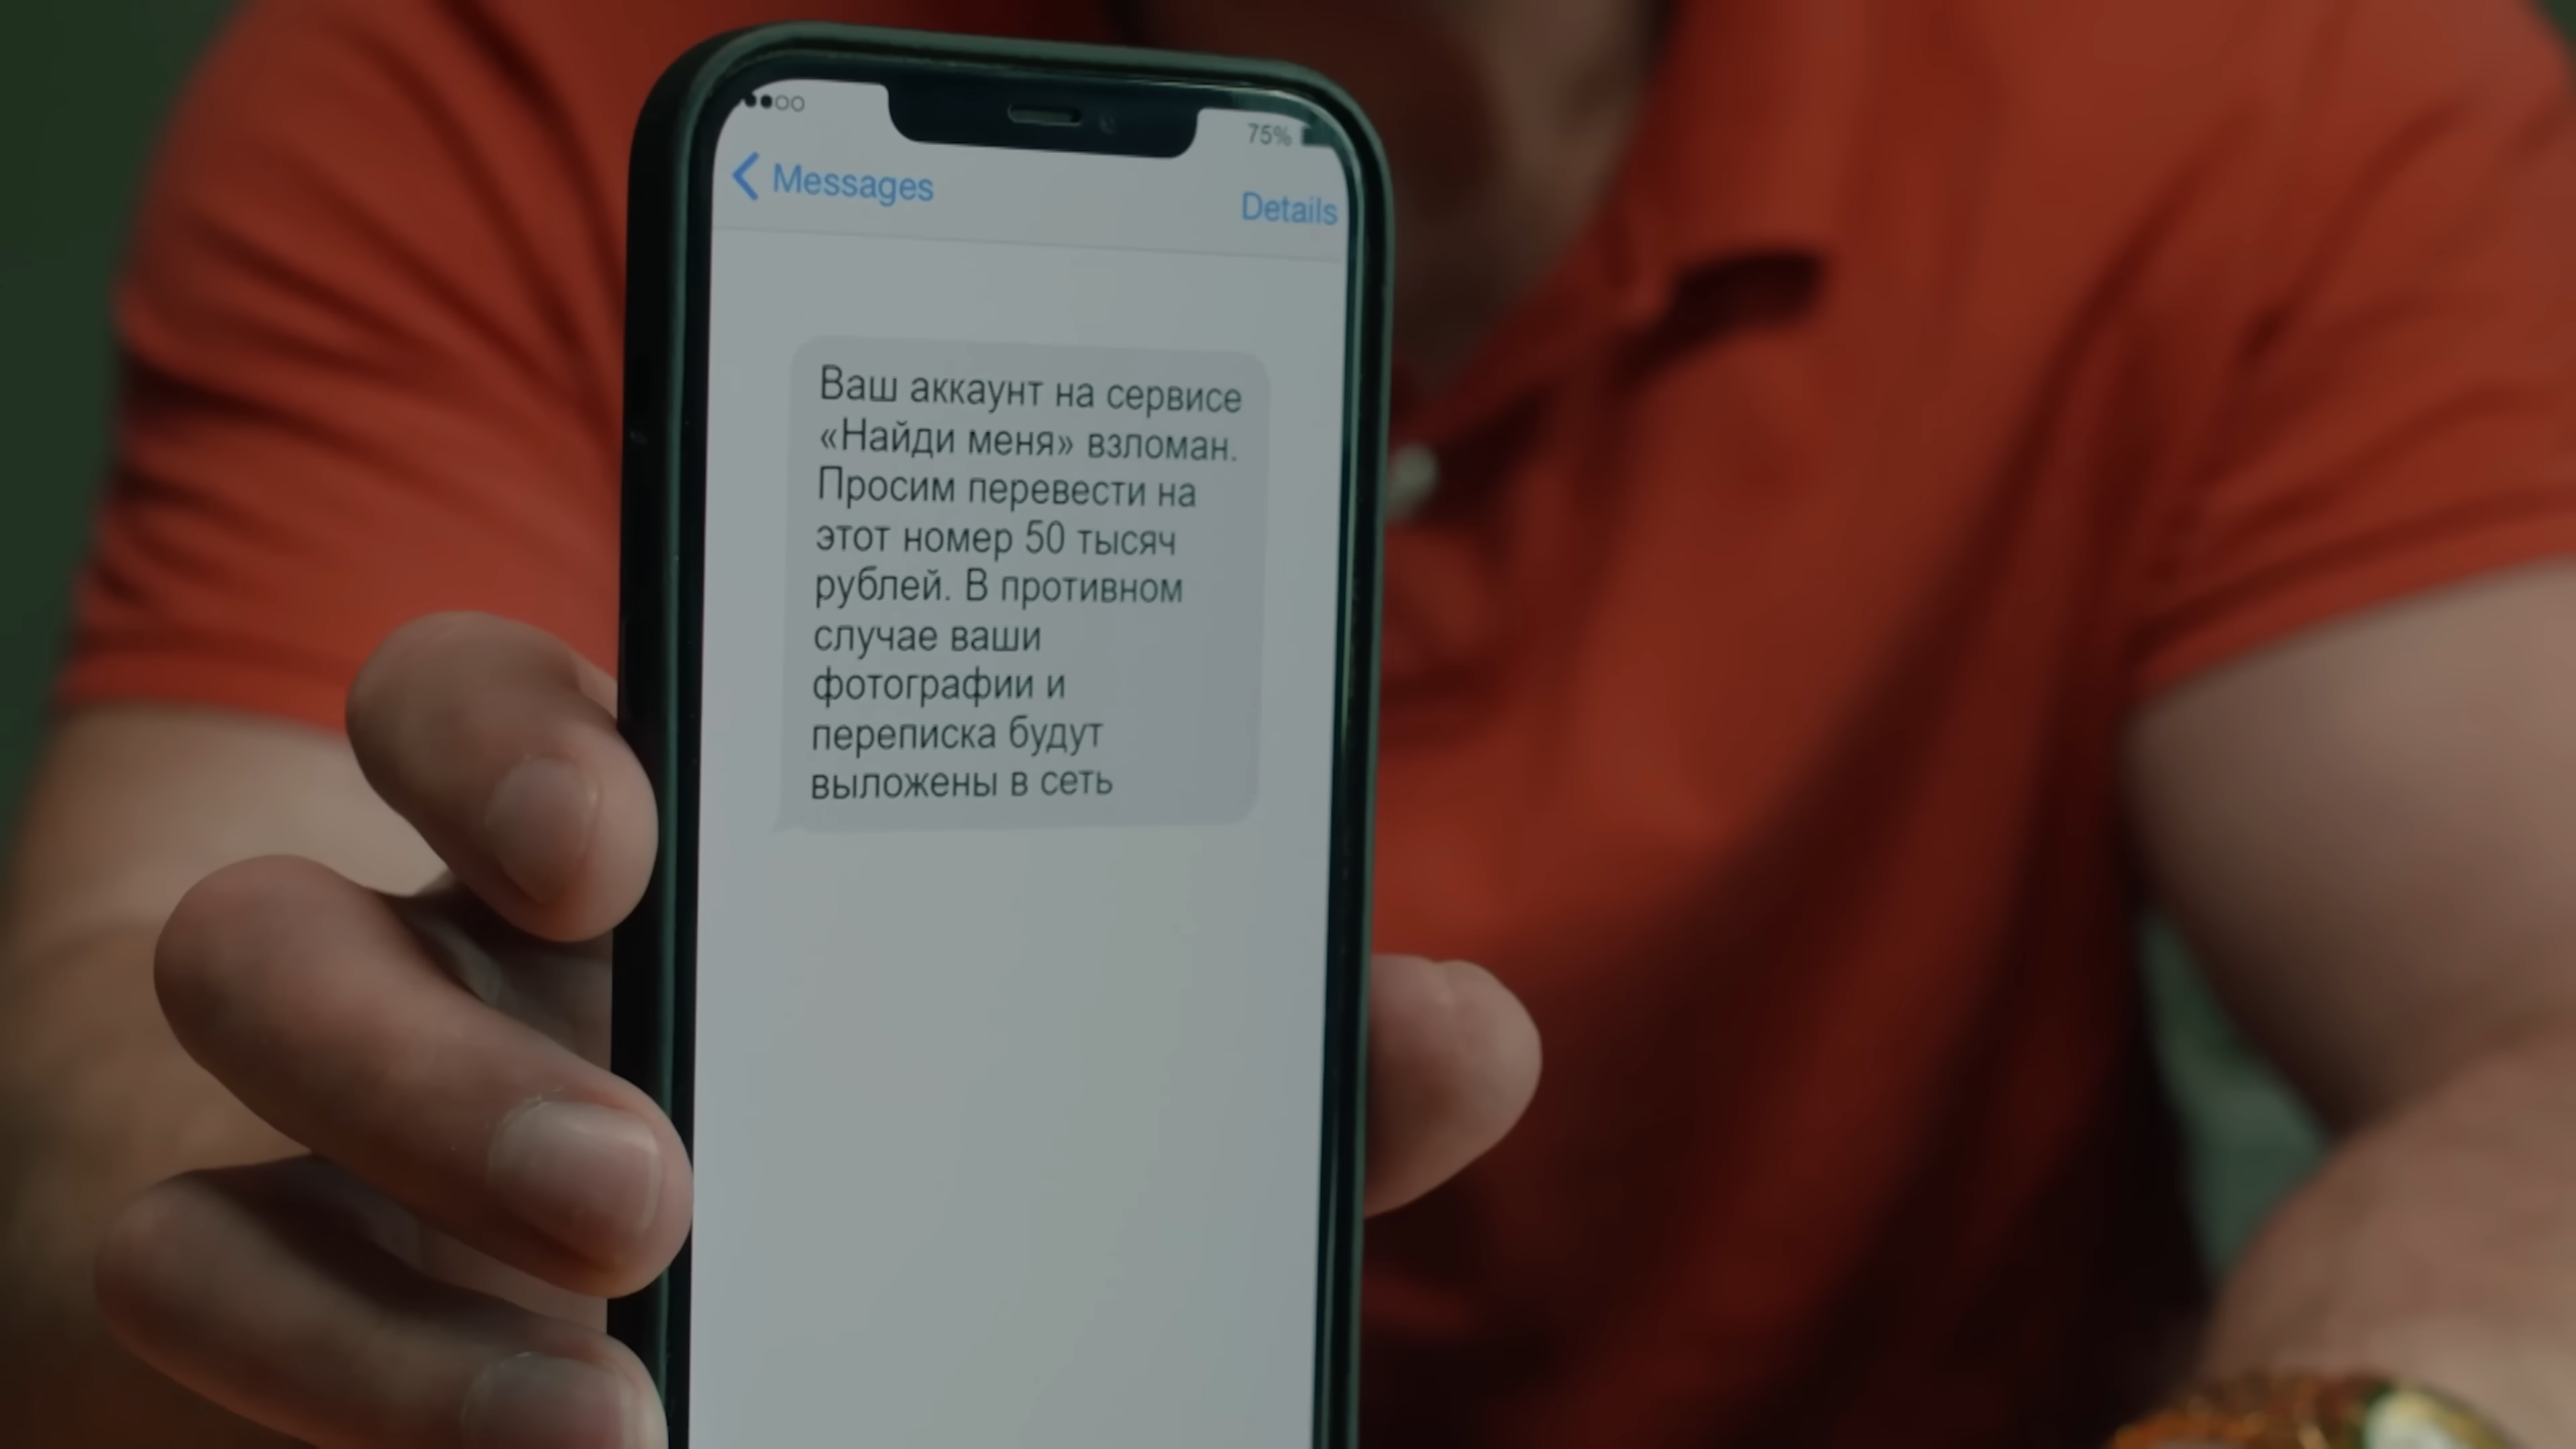 75%
Messages
Details
Ваш аккаунт на сервисе
«Найди меня» взломан.
Просим перевести на
этот номер 50 тысяч
рублей. В противном
случае ваши
фотографии и
переписка будут
выложены в сеть